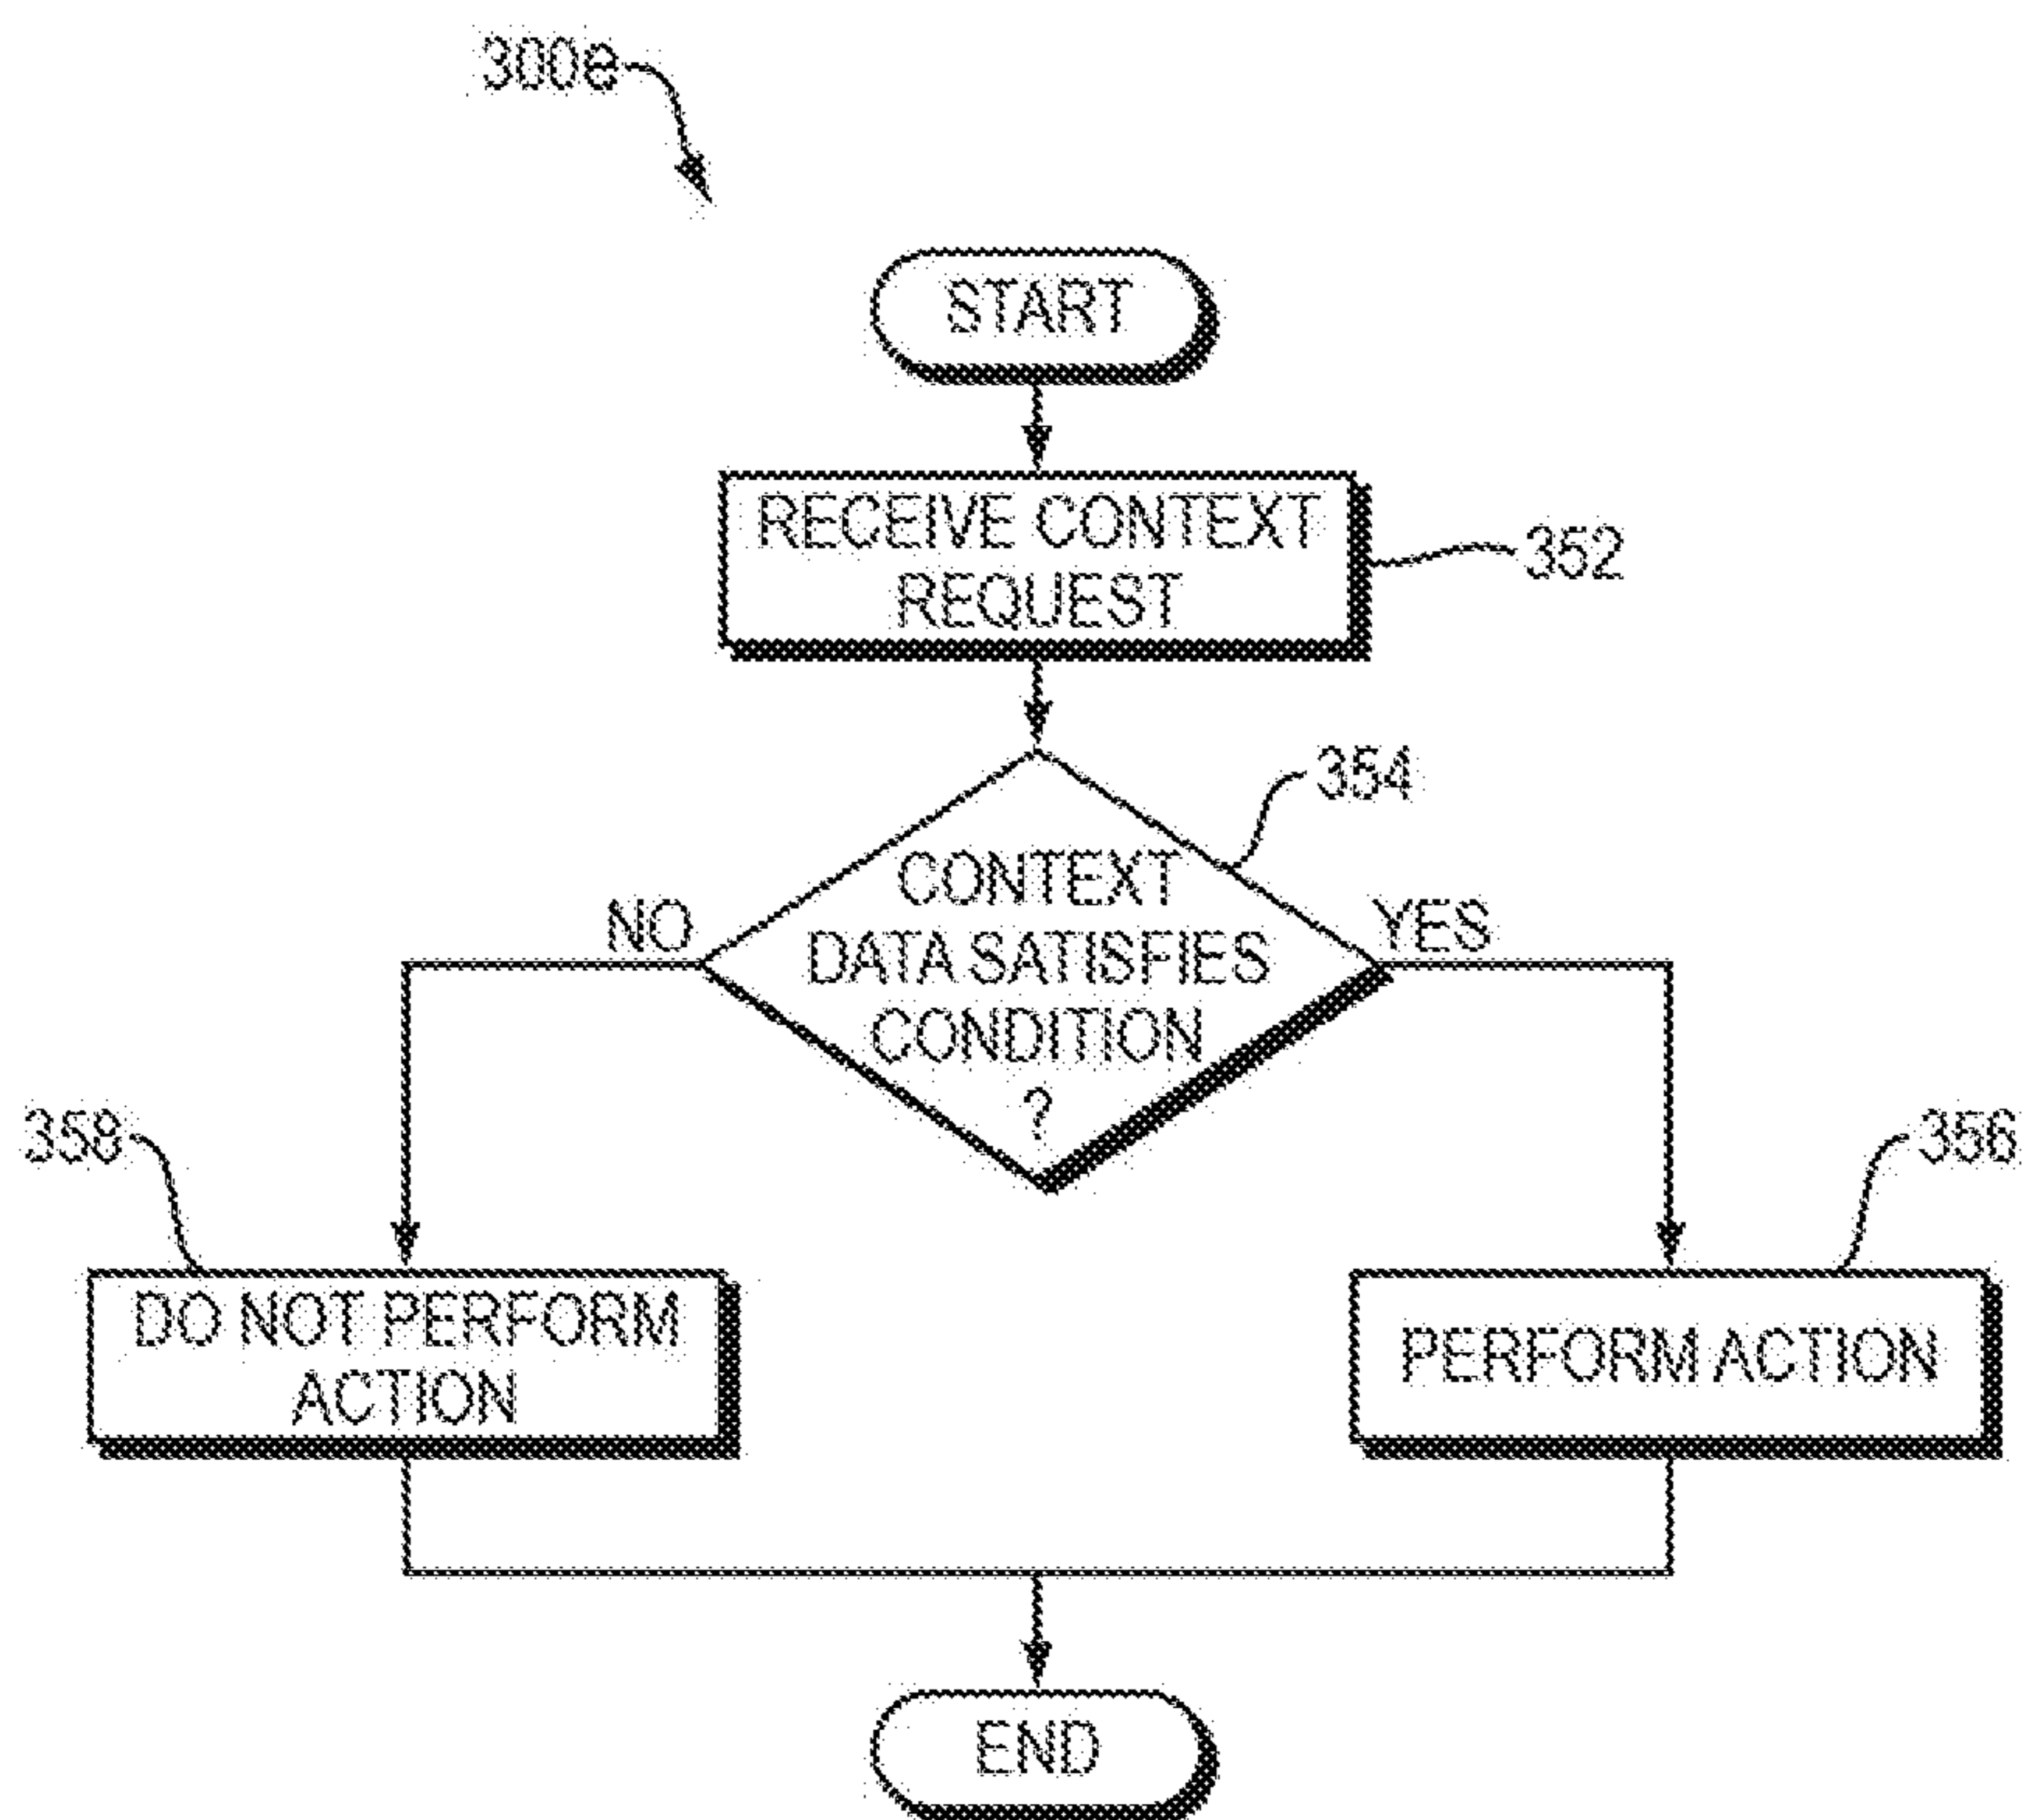 300e
START
RECEIVE CONTEXT
REQUEST
352
354
CONTEXT
DATA SATISFIES
CONDITION
?
NO
YES
358
356
DO NOT PERFORM
ACTION
PERFORM ACTION
END